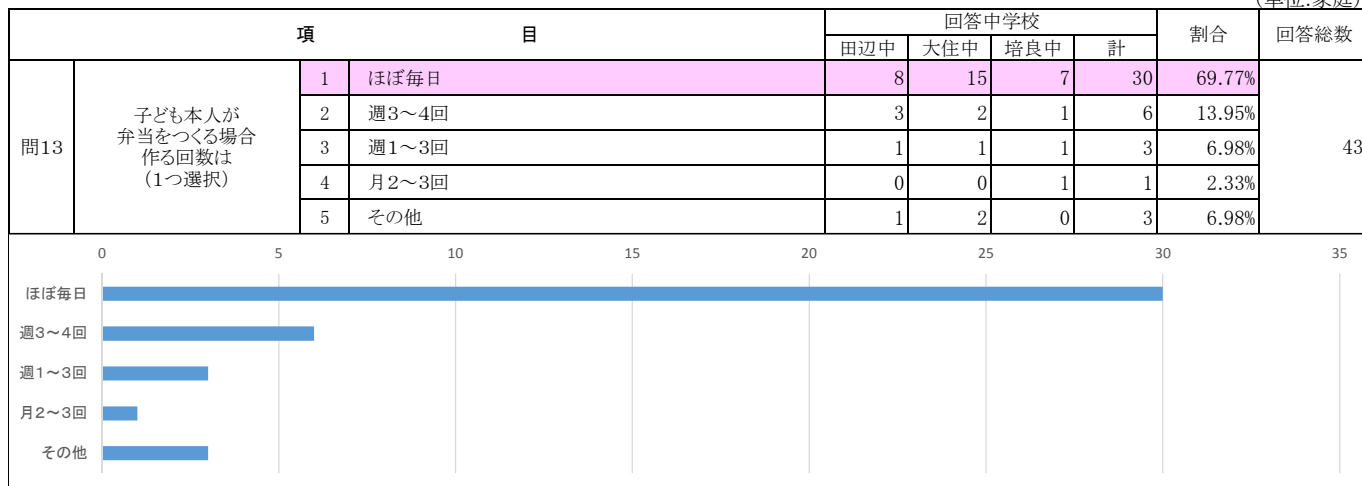 (単位:家庭)
項 目 回答中学校 割合 回答総数
田辺中 大住中 培良中 計
問13 子ども本人が
弁当をつくる場合
作る回数は
(1つ選択)
1 ほぼ毎日 8 15 7 30 69.77%
2 週3～4回 3 2 1 6 13.95%
3 週1～3回 1 1 1 3 6.98%
4 月2～3回 0 0 1 1 2.33%
5 その他 1 2 0 3 6.98%
43
0 5 10 15 20 25 30 35
ほぼ毎日
週3～4回
週1～3回
月2～3回
その他